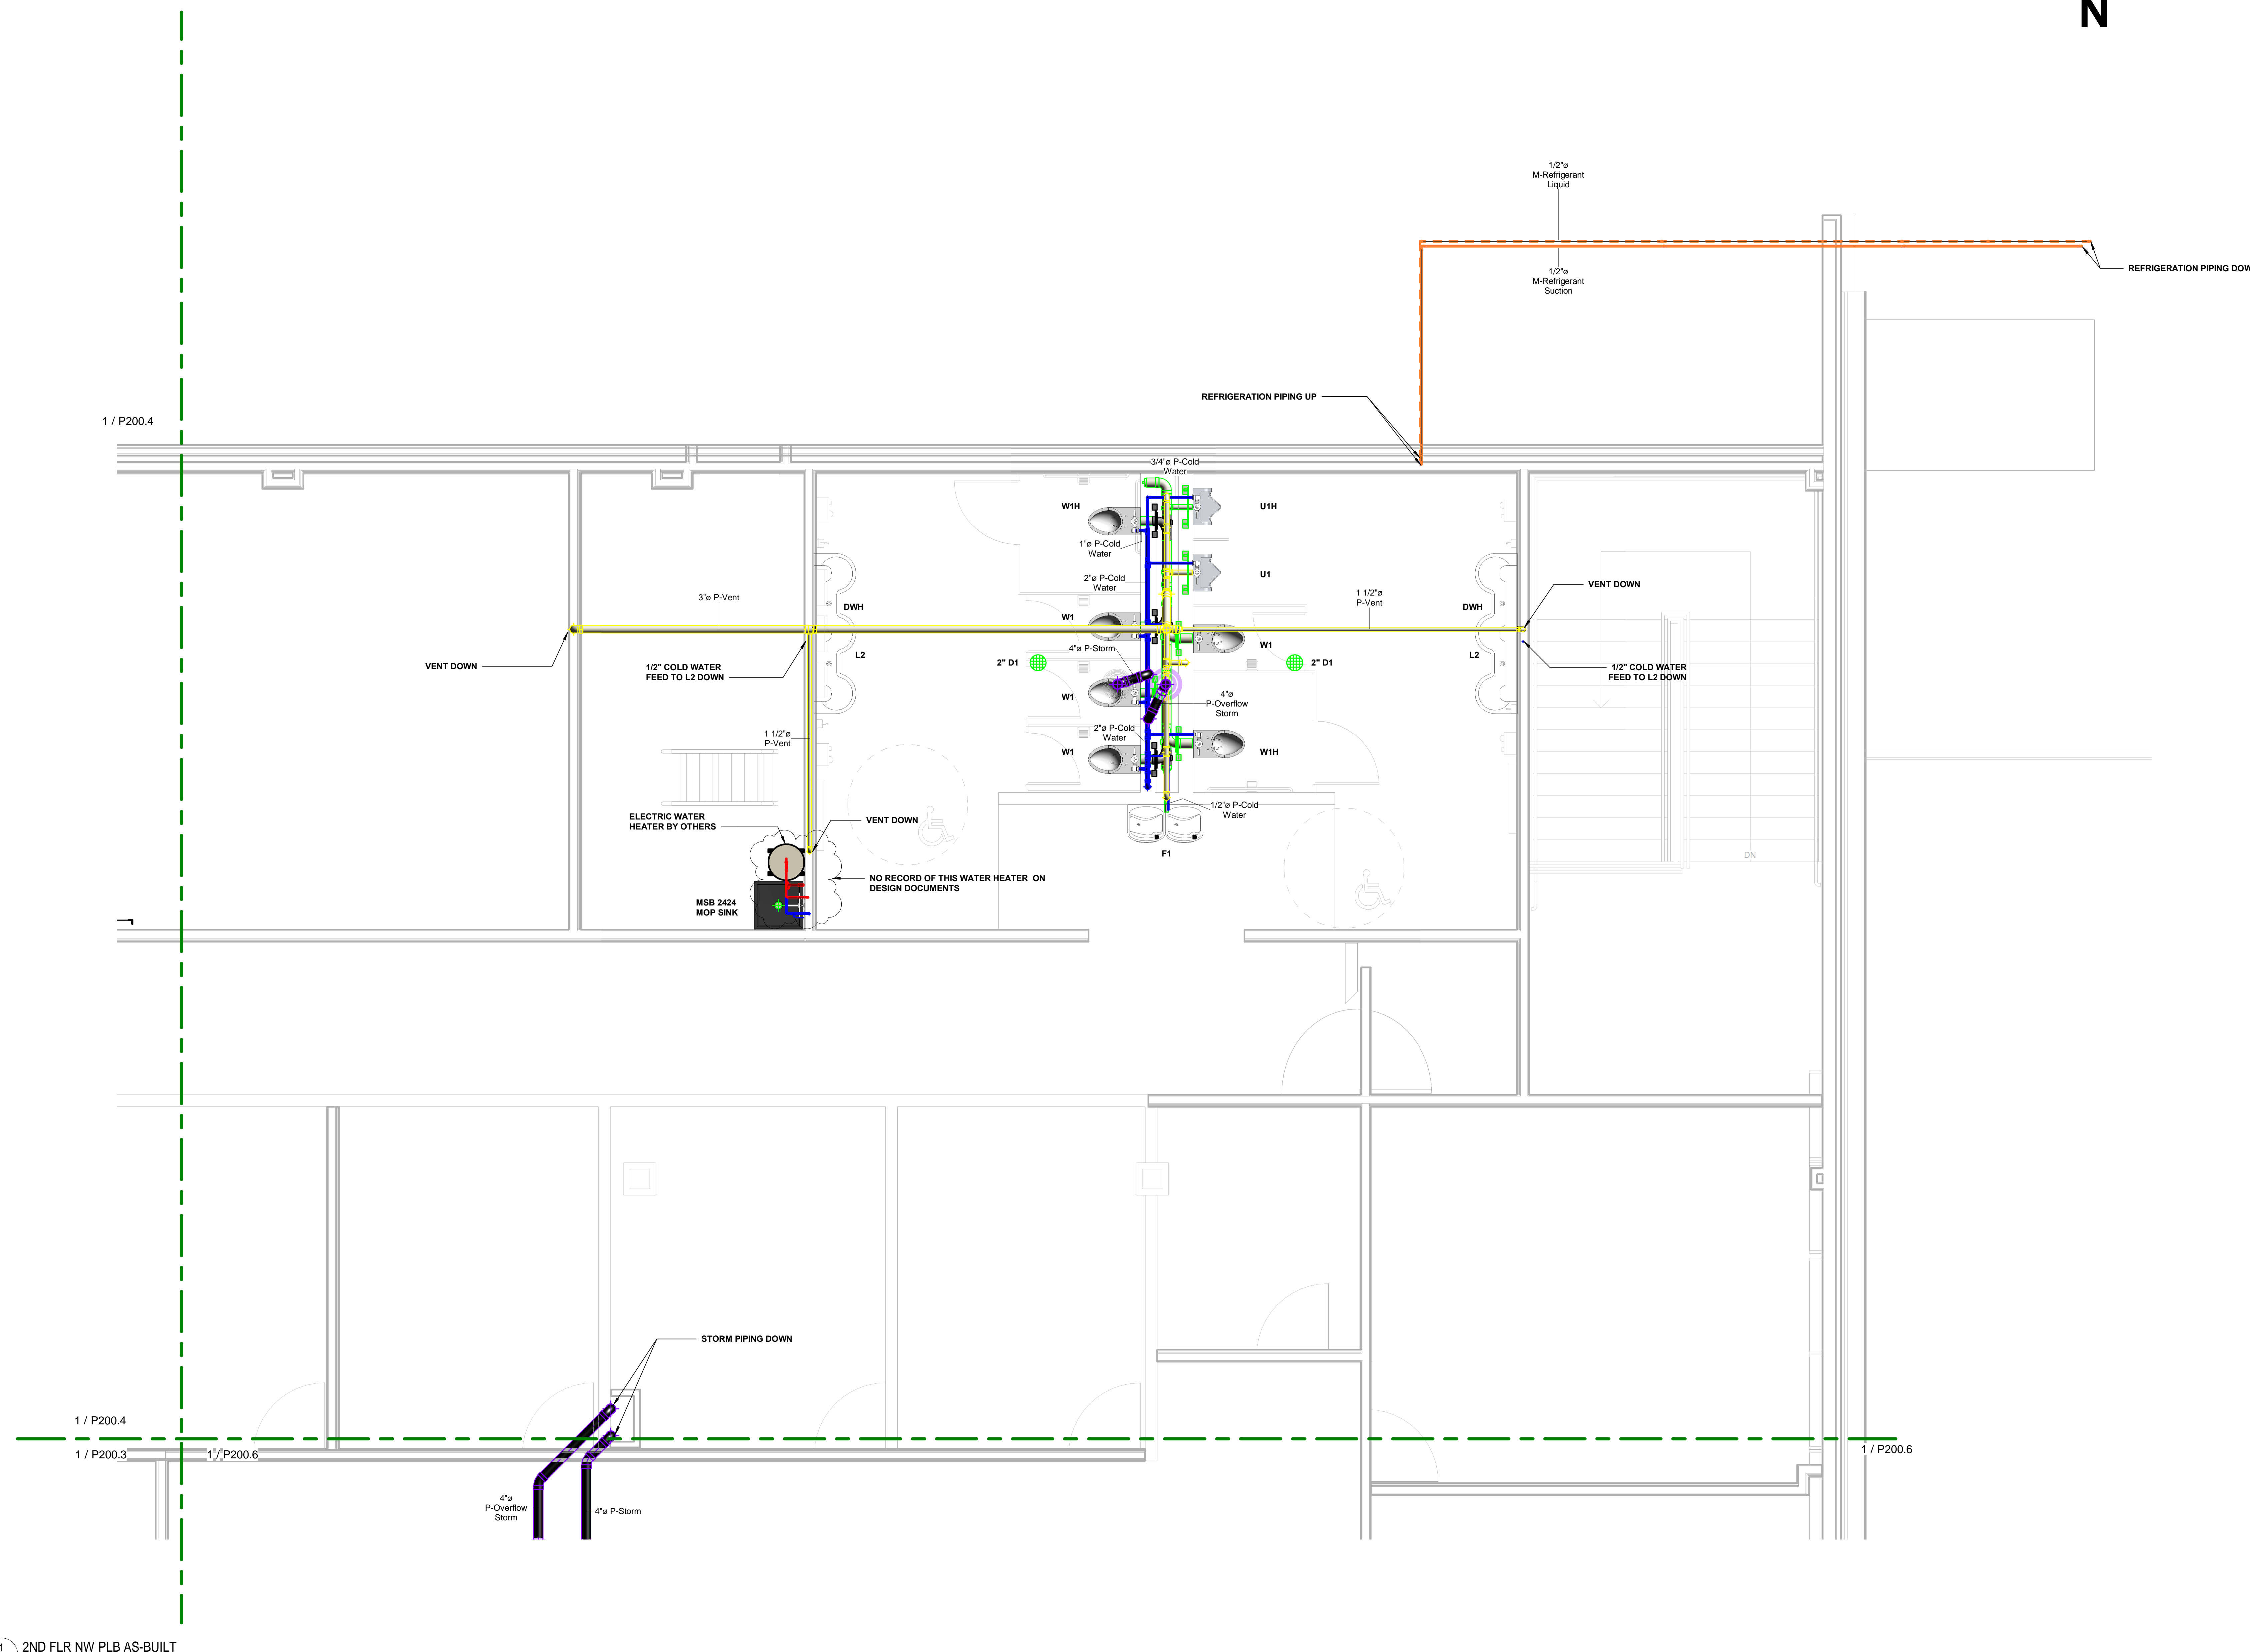 N
1/2"ø
M-Refrigerant
Liquid
1/2"ø
M-Refrigerant
Suction
REFRIGERATION PIPING UP
1 / P200.4
3/4"ø P-Cold
Water
W1H
U1H
1"ø P-Cold
Water
2"ø P-Cold
Water
U1
VENT DOWN
3"ø P-Vent
1 1/2"ø
P-Vent
DWH
DWH
W1
W1
4"ø P-Storm
L2
L2
VENT DOWN
1/2" COLD WATER
FEED TO L2 DOWN
2" D1
2" D1
1/2" COLD WATER
FEED TO L2 DOWN
W1
4"ø
P-Overflow
Storm
1 1/2"ø
P-Vent
2"ø P-Cold
Water
W1
W1H
1/2"ø P-Cold
Water
ELECTRIC WATER
HEATER BY OTHERS
VENT DOWN
F1
DN
NO RECORD OF THIS WATER HEATER ON
DESIGN DOCUMENTS
MSB 2424
MOP SINK
STORM PIPING DOWN
1 / P200.4
1 / P200.3
1 / P200.6
1 / P200.6
4"ø
P-Overflow
Storm
4"ø P-Storm
1
2ND FLR NW PLB AS-BUILT
REFRIGERATION PIPING